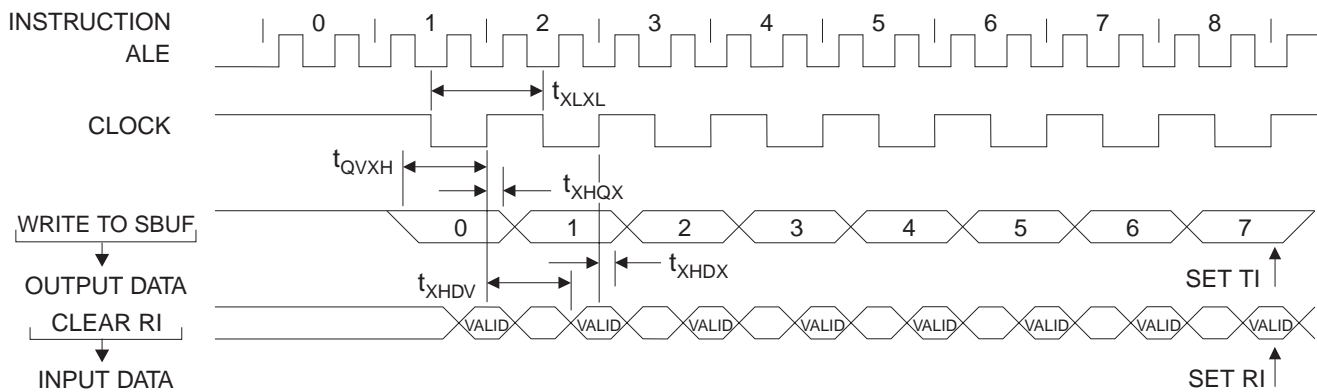 INSTRUCTION 0 1 2 3 4 5 6 7 8
ALE
tXLXL
CLOCK
tQVXH
tXHQX
WRITE TO SBUF 0 1 2 3 4 5 6 7
tXHDX
SET TI
OUTPUT DATA
tXHDV
CLEAR RI VALID VALID VALID VALID VALID VALID VALID VALID
INPUT DATA
SET RI